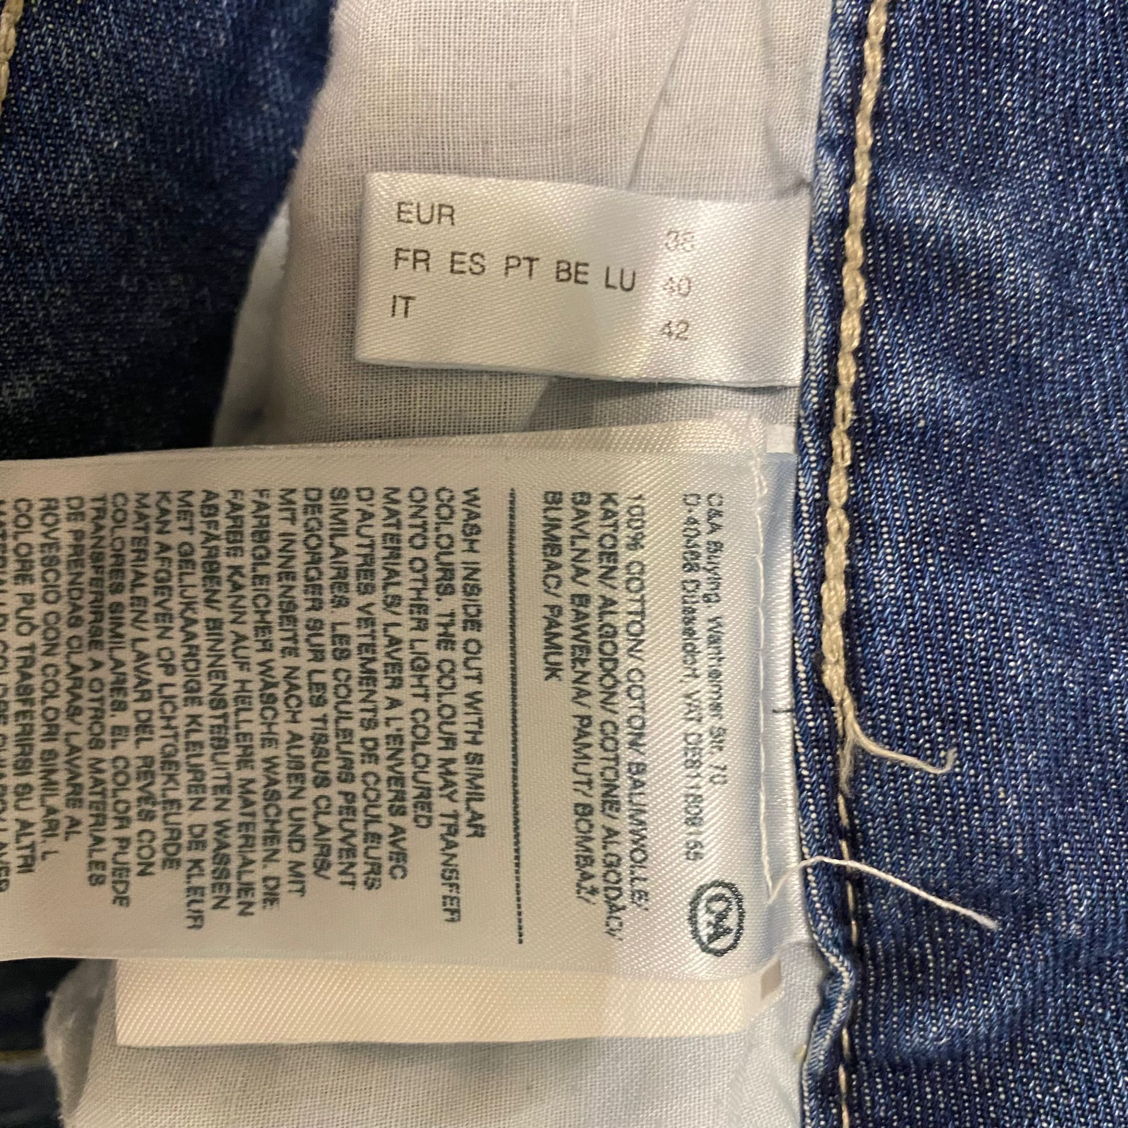 EUR 38
FR ES PT BE LU 40
IT 42
C&A Buying, Wanheimer Str. 70
D-40468 Düsseldorf, VAT DE811808155
C&A
100% COTTON/ COTON/ BAUMWOLLE/
KATOEN/ ALGODÓN/ COTONE/ ALGODÃO/
BAVLNA/ BAWEŁNA/ PAMUT/ BOMBAŽ/
BUMBAC/ PAMUK
WASH INSIDE OUT WITH SIMILAR
COLOURS. THE COLOUR MAY TRANSFER
ONTO OTHER LIGHT COLOURED
MATERIALS/ LAVER A L'ENVERS AVEC
D'AUTRES VETEMENTS DE COULEURS
SIMILAIRES. LES COULEURS PEUVENT
DEGORGER SUR LES TISSUS CLAIRS/
MIT INNENSEITE NACH AUßEN UND MIT
FARBGLEICHER WÄSCHE WASCHEN. DIE
FARBE KANN AUF HELLERE MATERIALIEN
ABFÄRBEN/ BINNENSTEBUITEN WASSEN
MET GELIJKAARDIGE KLEUREN. DE KLEUR
KAN AFGEVEN OP LICHTGEKLEURDE
MATERIALEN/ LAVAR DEL REVÉS CON
COLORES SIMILARES. EL COLOR PUEDE
TRANSFERIRSE A OTROS MATERIALES
DE PRENDAS CLARAS/ LAVARE AL
ROVESCIO CON COLORI SIMILARI. L
COLORE PUÒ TRASFERIRSI SU ALTRI